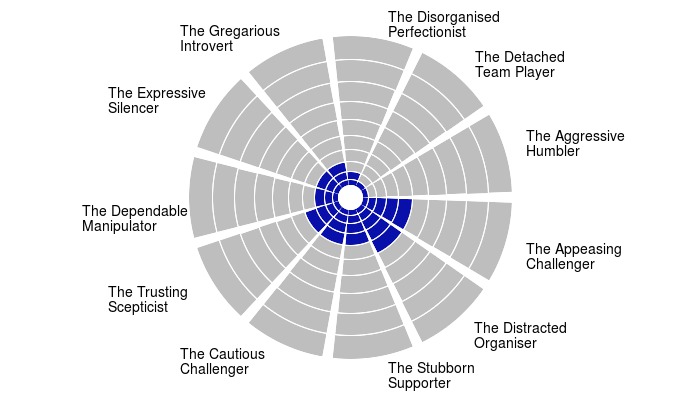 The Disorganised
Perfectionist
The Detached
Team Player
The Aggressive
Humbler
The Appeasing
Challenger
The Distracted
Organiser
The Stubborn
Supporter
The Cautious
Challenger
The Trusting
Scepticist
The Dependable
Manipulator
The Expressive
Silencer
The Gregarious
Introvert